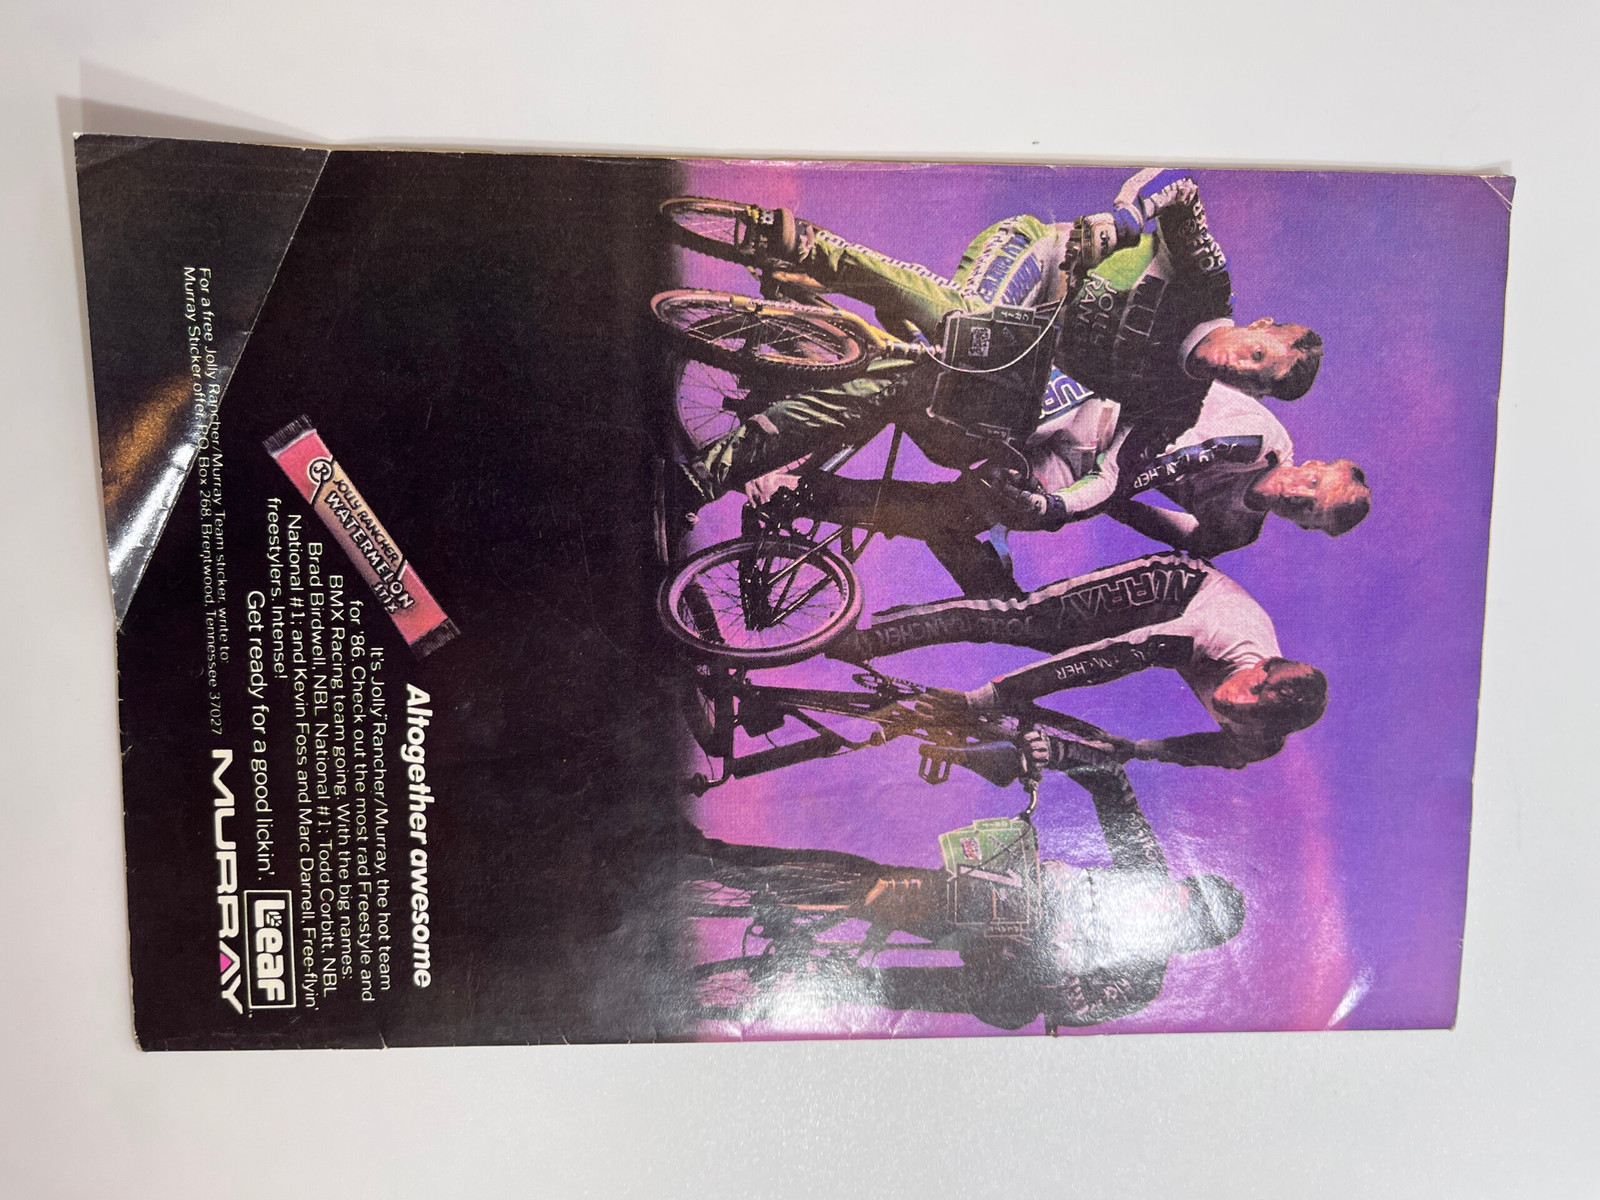 MURRAY
JOLLY
RAN
MURRAY
JOLLY RANCHER
RANCHER
Altogether awesome
It's Jolly Rancher/Murray, the hot team
for '86. Check out the most rad Freestyle and
BMX Racing team going. With the big names:
Brad Birdwell, NBL National #1; Todd Corbitt, NBL
National #1; and Kevin Foss and Marc Darnell, Free-flyin'
freestylers. Intense!
Get ready for a good lickin'.
JOLLY RANCHER
WATERMELON
STIX
Leaf
For a free Jolly Rancher/Murray Team sticker, write to:
Murray Sticker offer, P.O. Box 268, Brentwood, Tennessee 37027
MURRAY